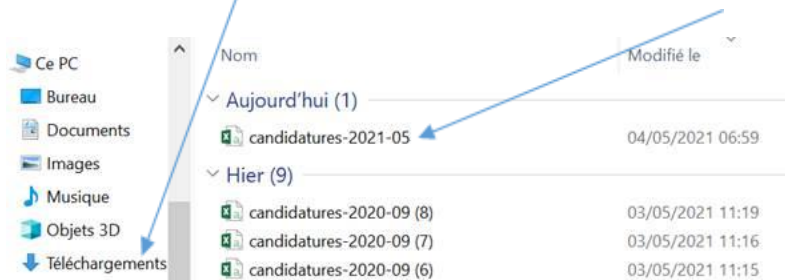 Ce PC
Bureau
Documents
Images
Musique
Objets 3D
Téléchargements
Nom Modifié le
Aujourd'hui (1)
candidatures-2021-05 04/05/2021 06:59
Hier (9)
candidatures-2020-09 (8) 03/05/2021 11:19
candidatures-2020-09 (7) 03/05/2021 11:16
candidatures-2020-09 (6) 03/05/2021 11:15